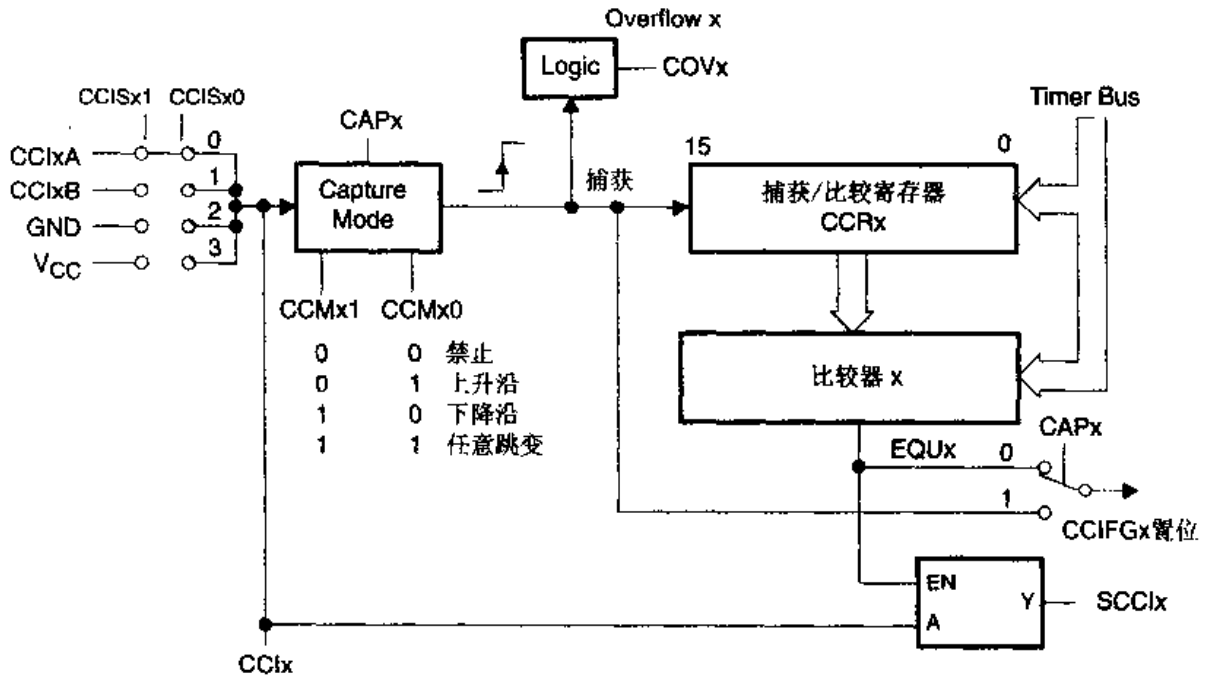 Overflow x
Logic
COVx
CCISx1 CCISx0
Timer Bus
CAPx
CCIxA 0
CCIxB 1
GND 2
VCC 3
Capture
Mode
捕获
15 0
捕获/比较寄存器
CCRx
CCMx1 CCMx0
0 0 禁止
0 1 上升沿
1 0 下降沿
1 1 任意跳变
比较器 x
EQUx 0
CAPx
1
CCIFGx置位
EN
Y
A
SCCIx
CCIx